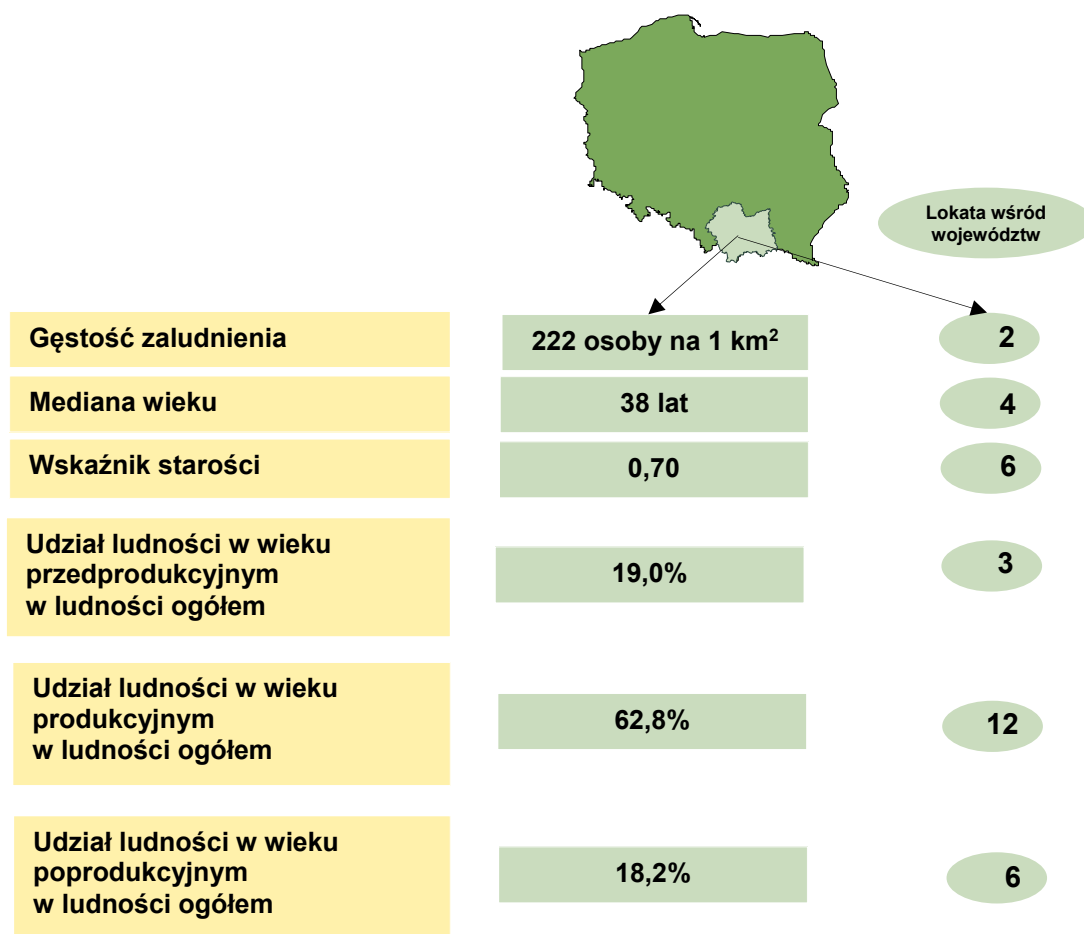 Lokata wśród
województw
Gęstość zaludnienia
222 osoby na 1 km²
2
Mediana wieku
38 lat
4
Wskaźnik starości
0,70
6
Udział ludności w wieku
przedprodukcyjnym
w ludności ogółem
19,0%
3
Udział ludności w wieku
produkcyjnym
w ludności ogółem
62,8%
12
Udział ludności w wieku
poprodukcyjnym
w ludności ogółem
18,2%
6